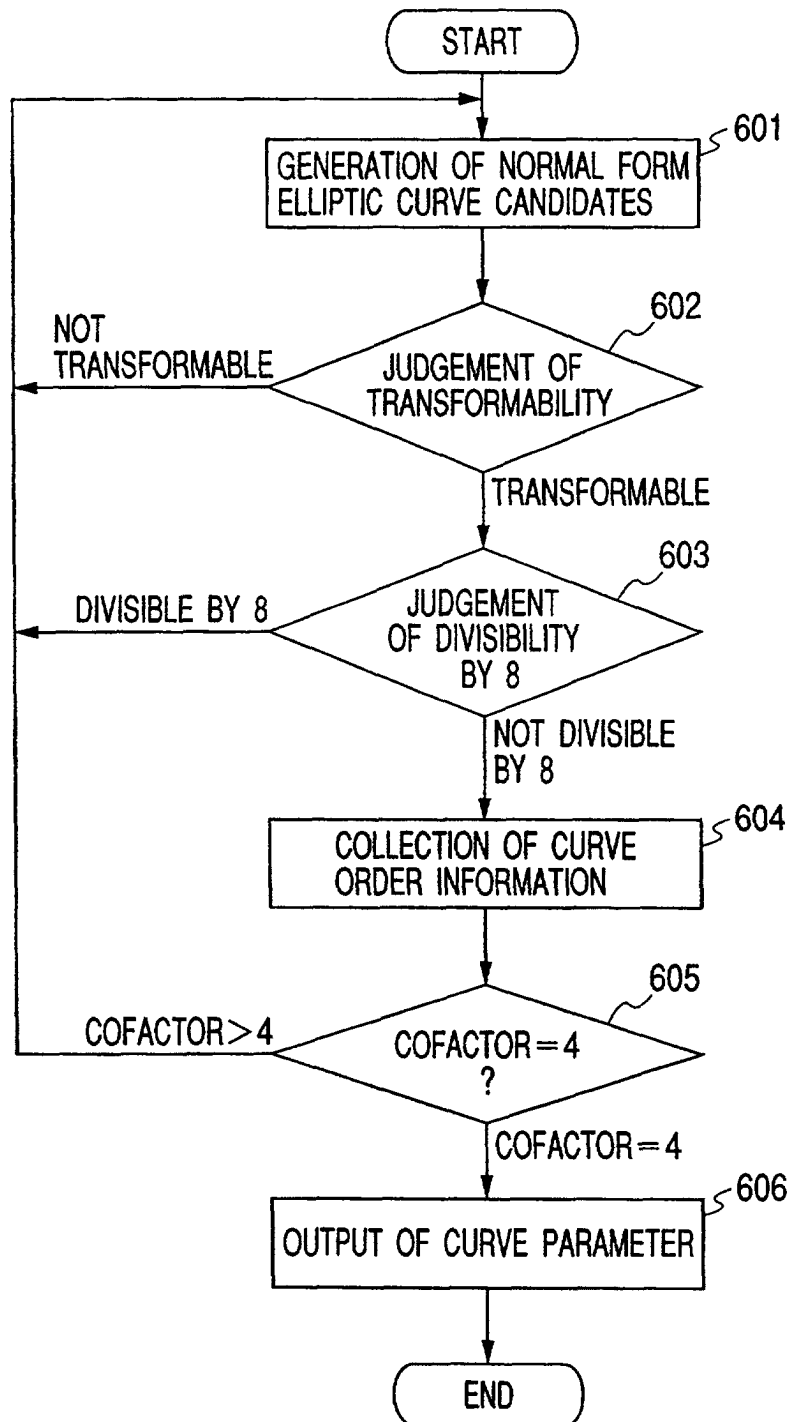 START
601
GENERATION OF NORMAL FORM
ELLIPTIC CURVE CANDIDATES
602
NOT
TRANSFORMABLE
JUDGEMENT OF
TRANSFORMABILITY
TRANSFORMABLE
603
DIVISIBLE BY 8
JUDGEMENT
OF DIVISIBILITY
BY 8
NOT DIVISIBLE
BY 8
604
COLLECTION OF CURVE
ORDER INFORMATION
605
COFACTOR>4
COFACTOR=4
?
COFACTOR=4
606
OUTPUT OF CURVE PARAMETER
END